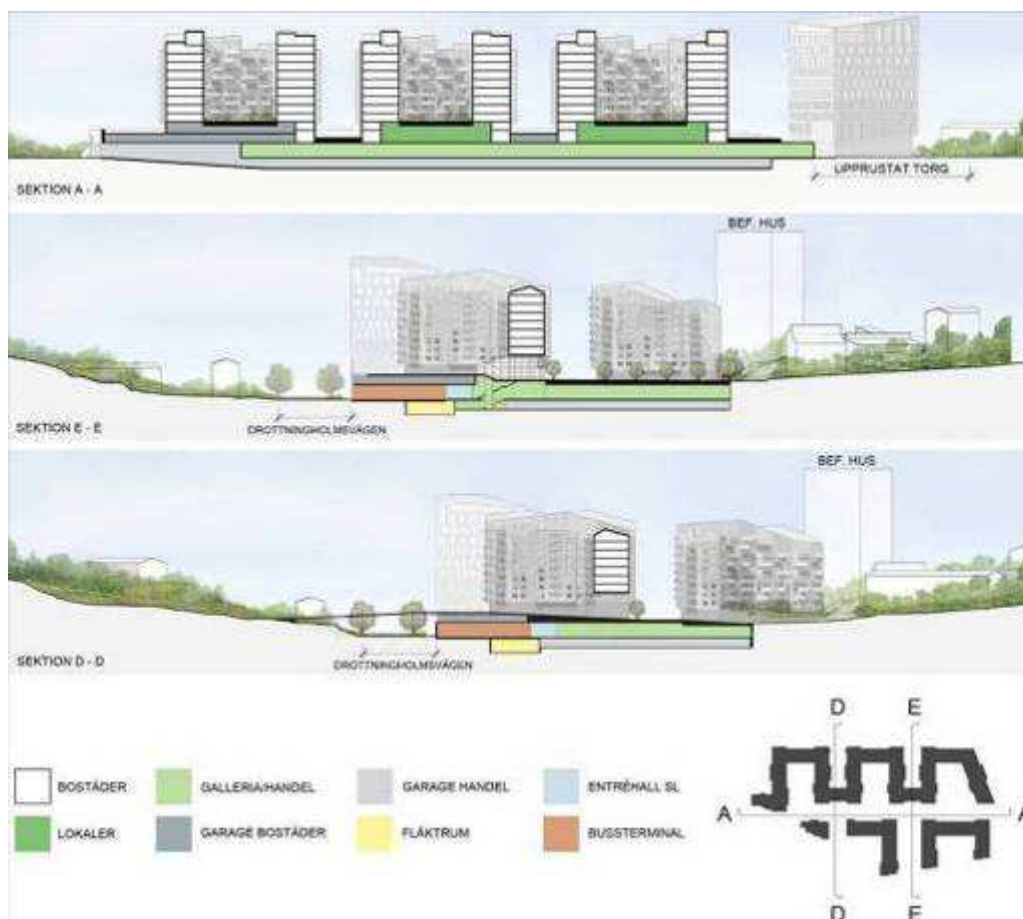 UPPRUSTAT TORG
SEKTION A - A
BEF. HUS
DROTTNINGHOLMSVÄGEN
SEKTION E - E
BEF. HUS
DROTTNINGHOLMSVÄGEN
SEKTION D - D
BOSTÄDER
GALLERIA/HANDEL
GARAGE HANDEL
ENTRÉHALL SL
LOKALER
GARAGE BOSTÄDER
FLÄKTRUM
BUSSTERMINAL
D E
A A
D E